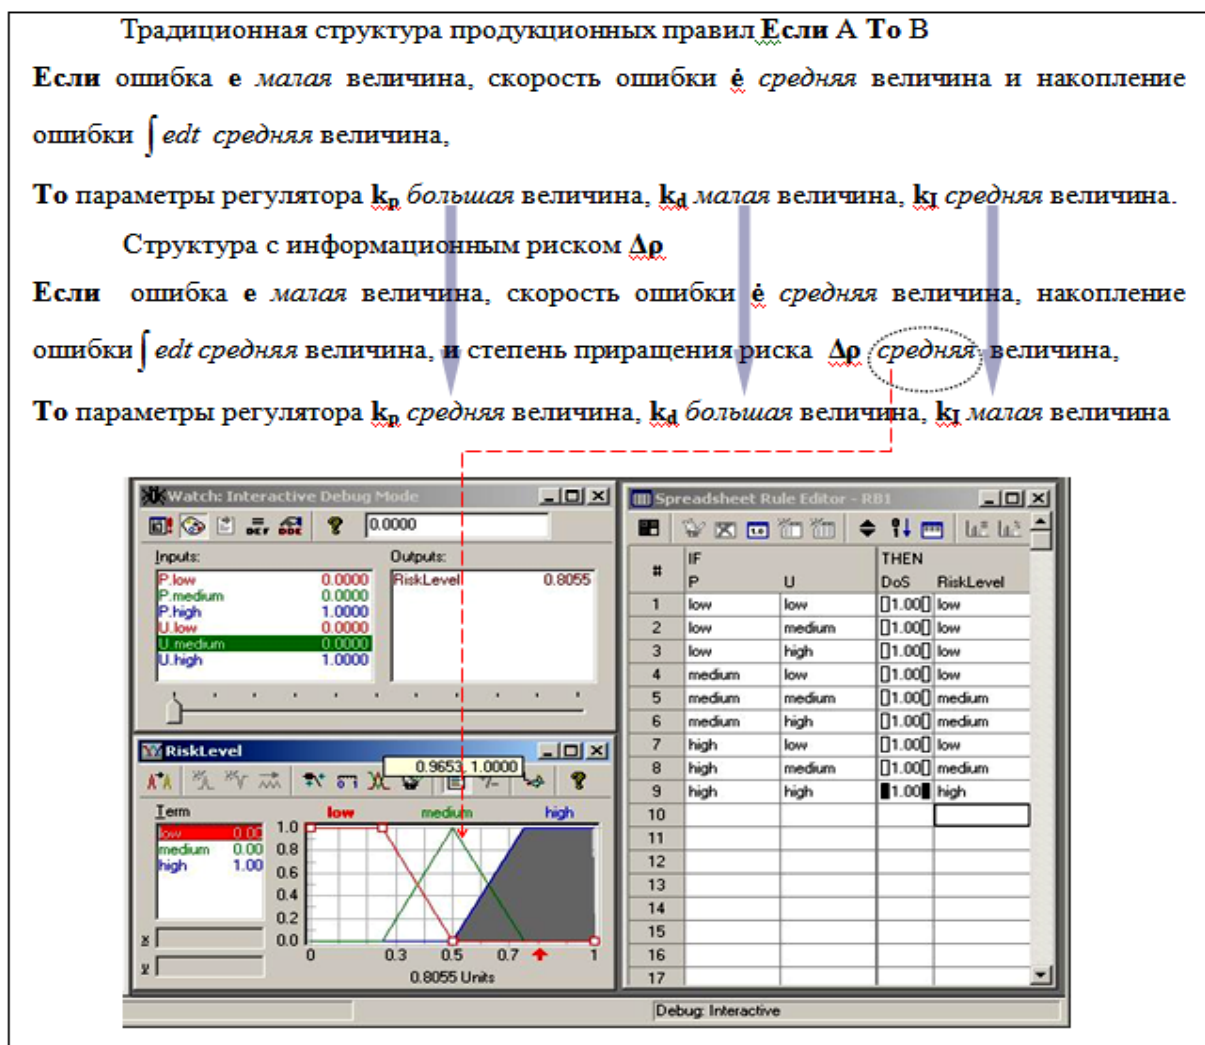 Традиционная структура продукционных правил Если А То В
Если ошибка e малая величина, скорость ошибки ė средняя величина и накопление
ошибки ∫ edt средняя величина,
То параметры регулятора kp большая величина, kd малая величина, kI средняя величина.
Структура с информационным риском Δρ
Если ошибка e малая величина, скорость ошибки ė средняя величина, накопление
ошибки ∫ edt средняя величина, и степень приращения риска Δρ средняя величина,
То параметры регулятора kp средняя величина, kd большая величина, kI малая величина
Watch: Interactive Debug Mode
0.0000
Inputs: Outputs:
P.low 0.0000 RiskLevel 0.8055
P.medium 0.0000
P.high 1.0000
U.low 0.0000
U.medium 0.0000
U.high 1.0000
RiskLevel
0.9653, 1.0000
Term
low 0.00
medium 0.00
high 1.00
x
y
low medium high
1.0
0.8
0.6
0.4
0.2
0.0
0 0.3 0.5 0.7 1
0.8055 Units
Spreadsheet Rule Editor - RB1
# IF THEN
P U DoS RiskLevel
1 low low []1.00[] low
2 low medium []1.00[] low
3 low high []1.00[] low
4 medium low []1.00[] low
5 medium medium []1.00[] medium
6 medium high []1.00[] medium
7 high low []1.00[] low
8 high medium []1.00[] medium
9 high high 1.00 high
10
11
12
13
14
15
16
17
Debug: Interactive